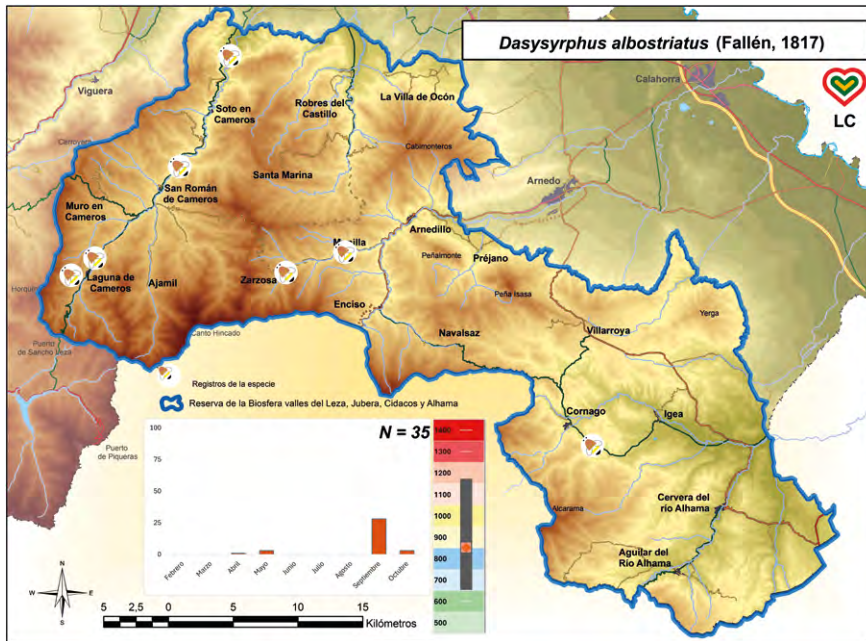 Dasysyrphus albostriatus (Fallén, 1817)
LC
Viguera
Calahorra
Soto en
Cameros
Robres del
Castillo
La Villa de Ocón
Cabimonteros
Arnedo
San Román
de Cameros
Santa Marina
Muro en
Cameros
Arnedillo
Munilla
Peñalmonte
Préjano
Laguna de
Cameros
Ajamil
Zarzosa
Peña Isasa
Enciso
Yerga
Canto Hincado
Navalsaz
Villarroya
Puerto
de Sancho Leza
Registros de la especie
Reserva de la Biosfera valles del Leza, Jubera, Cidacos y Alhama
Cornago
Igea
Puerto
de Piqueras
Alcarama
Cervera del
río Alhama
Aguilar del
Río Alhama
N = 35
100
75
50
25
0
Febrero
Marzo
Abril
Mayo
Junio
Julio
Agosto
Septiembre
Octubre
1400
1300
1200
1100
1000
900
800
700
600
500
N
W
E
S
5
2,5
0
5
10
15
Kilómetros